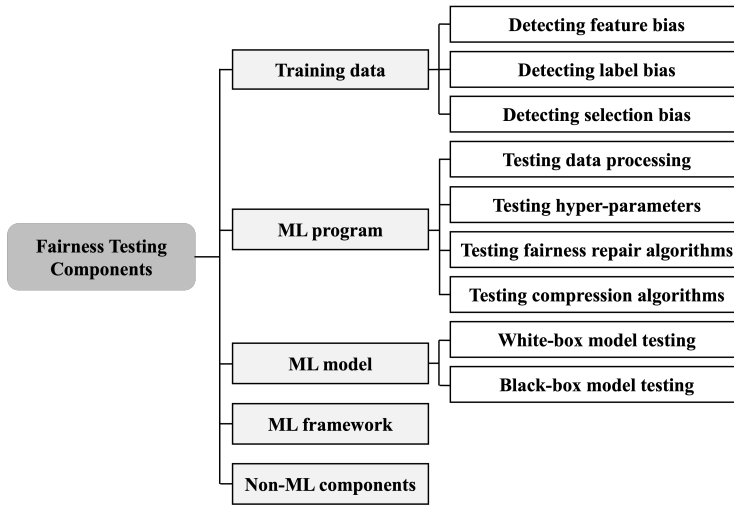 Fairness Testing
Components
Training data
Detecting feature bias
Detecting label bias
Detecting selection bias
ML program
Testing data processing
Testing hyper-parameters
Testing fairness repair algorithms
Testing compression algorithms
ML model
White-box model testing
Black-box model testing
ML framework
Non-ML components